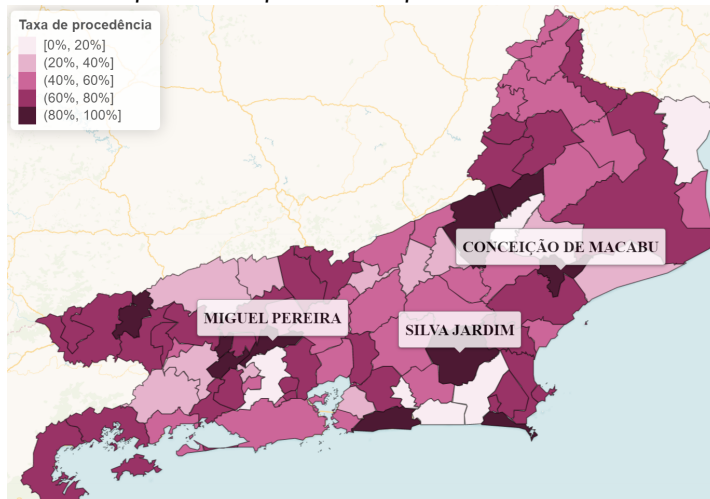 Taxa de procedência
[0%, 20%]
(20%, 40%]
(40%, 60%]
(60%, 80%]
(80%, 100%]
CONCEIÇÃO DE MACABU
MIGUEL PEREIRA
SILVA JARDIM